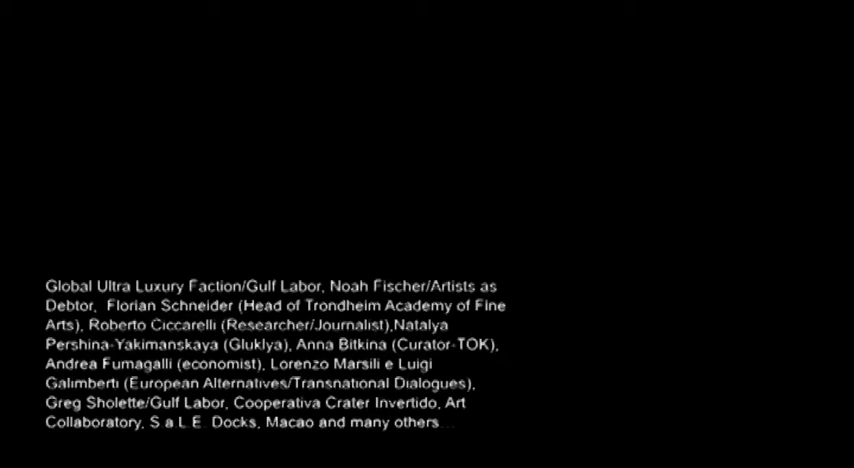 Global Ultra Luxury Faction/Gulf Labor, Noah Fischer/Artists as
Debtor, Florian Schneider (Head of Trondheim Academy of Fine
Arts), Roberto Ciccarelli (Researcher/Journalist),Natalya
Pershina-Yakimanskaya (Gluklya), Anna Bitkina (Curator-TOK),
Andrea Fumagalli (economist), Lorenzo Marsili e Luigi
Galimberti (European Alternatives/Transnational Dialogues),
Greg Sholette/Gulf Labor, Cooperativa Crater Invertido, Art
Collaboratory, S.a.L.E. Docks, Macao and many others...